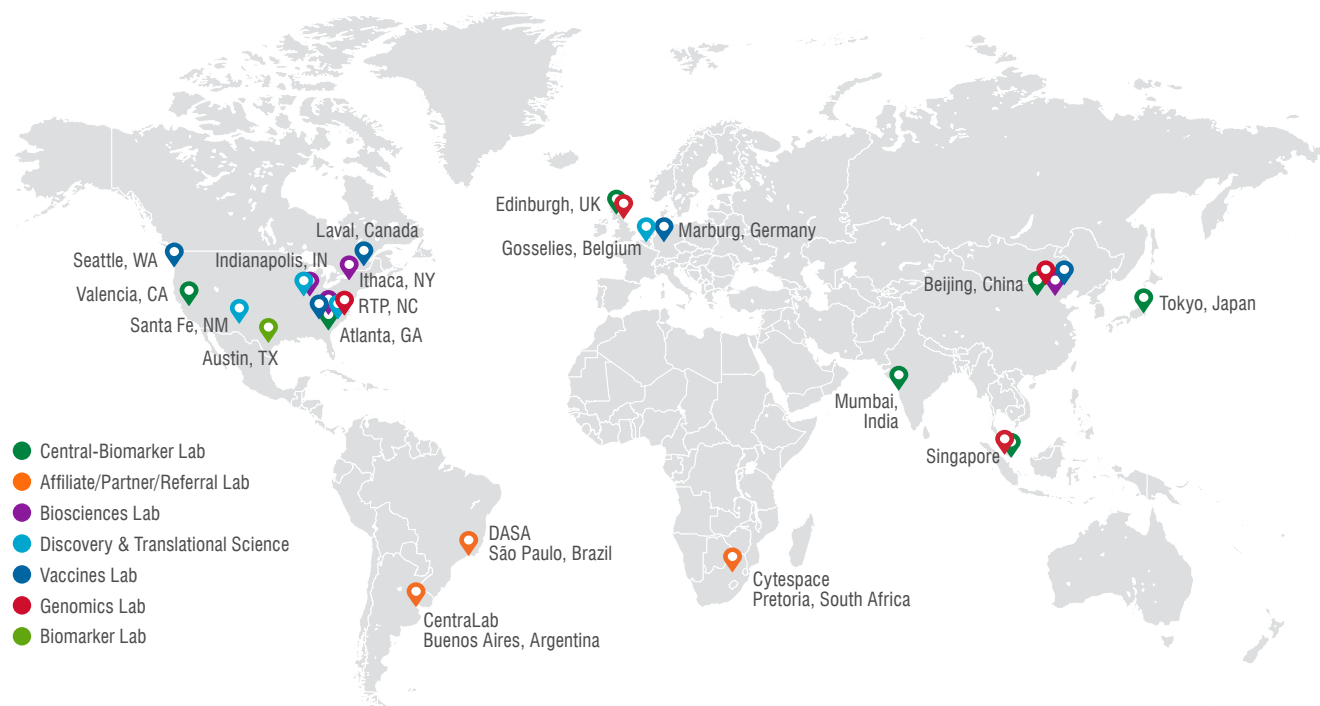 Edinburgh, UK
Laval, Canada
Marburg, Germany
Gosselies, Belgium
Seattle, WA
Indianapolis, IN
Ithaca, NY
Beijing, China
Valencia, CA
RTP, NC
Tokyo, Japan
Santa Fe, NM
Atlanta, GA
Austin, TX
Mumbai,
India
Singapore
Central-Biomarker Lab
Affiliate/Partner/Referral Lab
Biosciences Lab
Discovery & Translational Science
Vaccines Lab
Genomics Lab
Biomarker Lab
DASA
São Paulo, Brazil
Cytespace
Pretoria, South Africa
CentraLab
Buenos Aires, Argentina